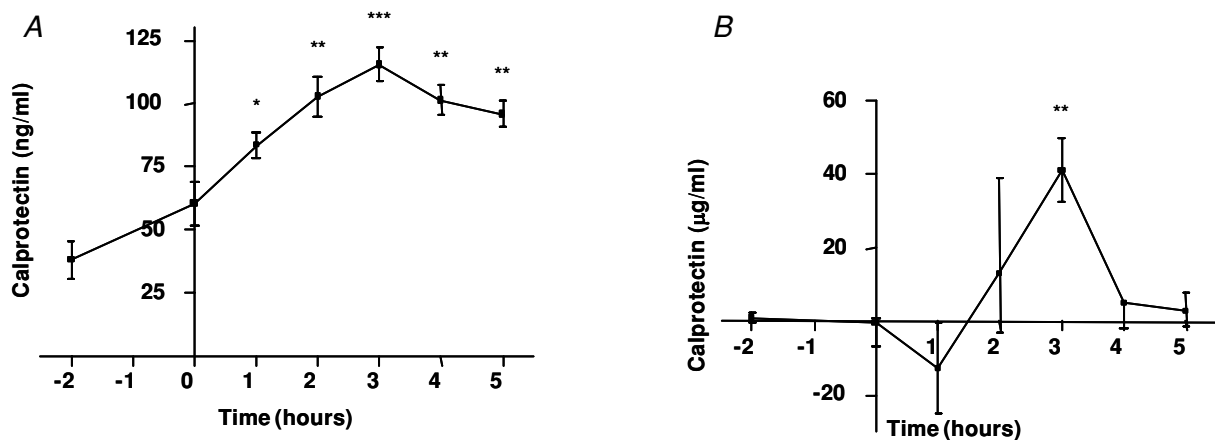 A
125
100
75
50
25
Calprotectin (ng/ml)
*
**
***
**
**
-2 -1 0 1 2 3 4 5
Time (hours)
B
60
40
20
-20
Calprotectin (µg/ml)
**
-2 -1 1 2 3 4 5
Time (hours)